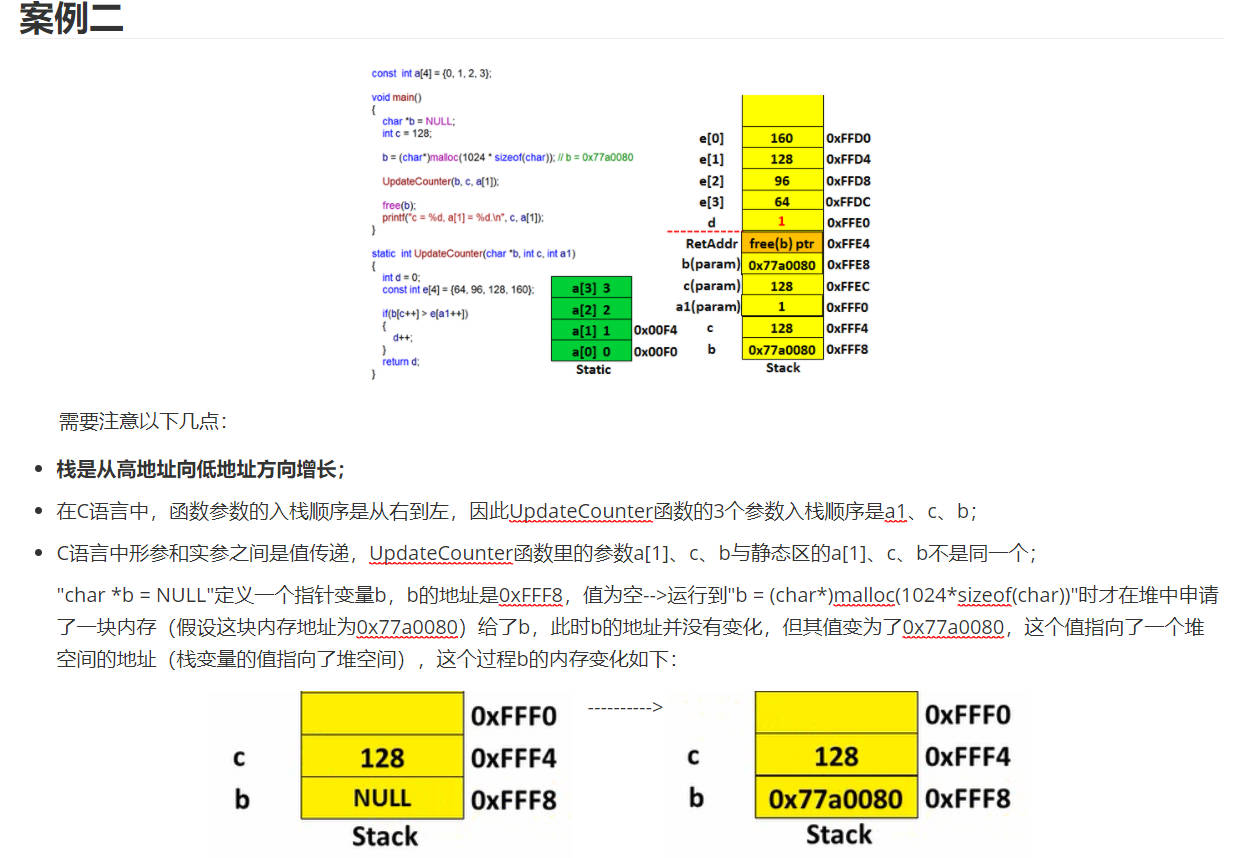 案例二
const int a[4] = {0, 1, 2, 3};
void main()
{
char *b = NULL;
int c = 128;
b = (char*)malloc(1024 * sizeof(char)); // b = 0x77a0080
UpdateCounter(b, c, a[1]);
free(b);
printf("c = %d, a[1] = %d.\n", c, a[1]);
}
static int UpdateCounter(char *b, int c, int a1)
{
int d = 0;
const int e[4] = {64, 96, 128, 160};
if(b[c++] > e[a1++])
{
d++;
}
return d;
}
a[3] 3
a[2] 2
a[1] 1 0x00F4
a[0] 0 0x00F0
Static
e[0] 160 0xFFD0
e[1] 128 0xFFD4
e[2] 96 0xFFD8
e[3] 64 0xFFDC
d 1 0xFFE0
RetAddr free(b) ptr 0xFFE4
b(param) 0x77a0080 0xFFE8
c(param) 128 0xFFEC
a1(param) 1 0xFFF0
c 128 0xFFF4
b 0x77a0080 0xFFF8
Stack
需要注意以下几点：
栈是从高地址向低地址方向增长；
在C语言中，函数参数的入栈顺序是从右到左，因此UpdateCounter函数的3个参数入栈顺序是a1、c、b；
C语言中形参和实参之间是值传递，UpdateCounter函数里的参数a[1]、c、b与静态区的a[1]、c、b不是同一个；
"char *b = NULL"定义一个指针变量b，b的地址是0xFFF8，值为空-->运行到"b = (char*)malloc(1024*sizeof(char))"时才在堆中申请
了一块内存（假设这块内存地址为0x77a0080）给了b，此时b的地址并没有变化，但其值变为了0x77a0080，这个值指向了一个堆
空间的地址（栈变量的值指向了堆空间），这个过程b的内存变化如下：
0xFFF0
c 128 0xFFF4
b NULL 0xFFF8
Stack
---------->
0xFFF0
c 128 0xFFF4
b 0x77a0080 0xFFF8
Stack